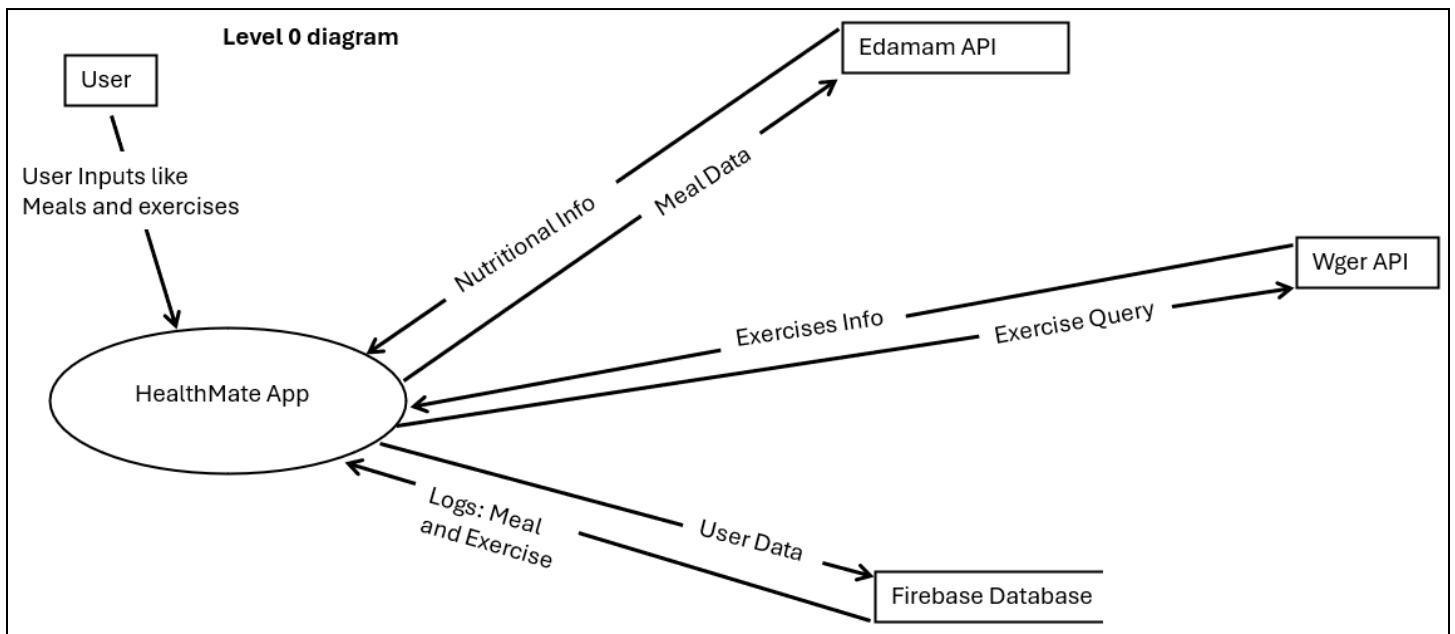 Level 0 diagram
User
Edamam API
User Inputs like
Meals and exercises
Nutritional Info
Meal Data
Wger API
Exercises Info
Exercise Query
HealthMate App
Logs: Meal
and Exercise
User Data
Firebase Database